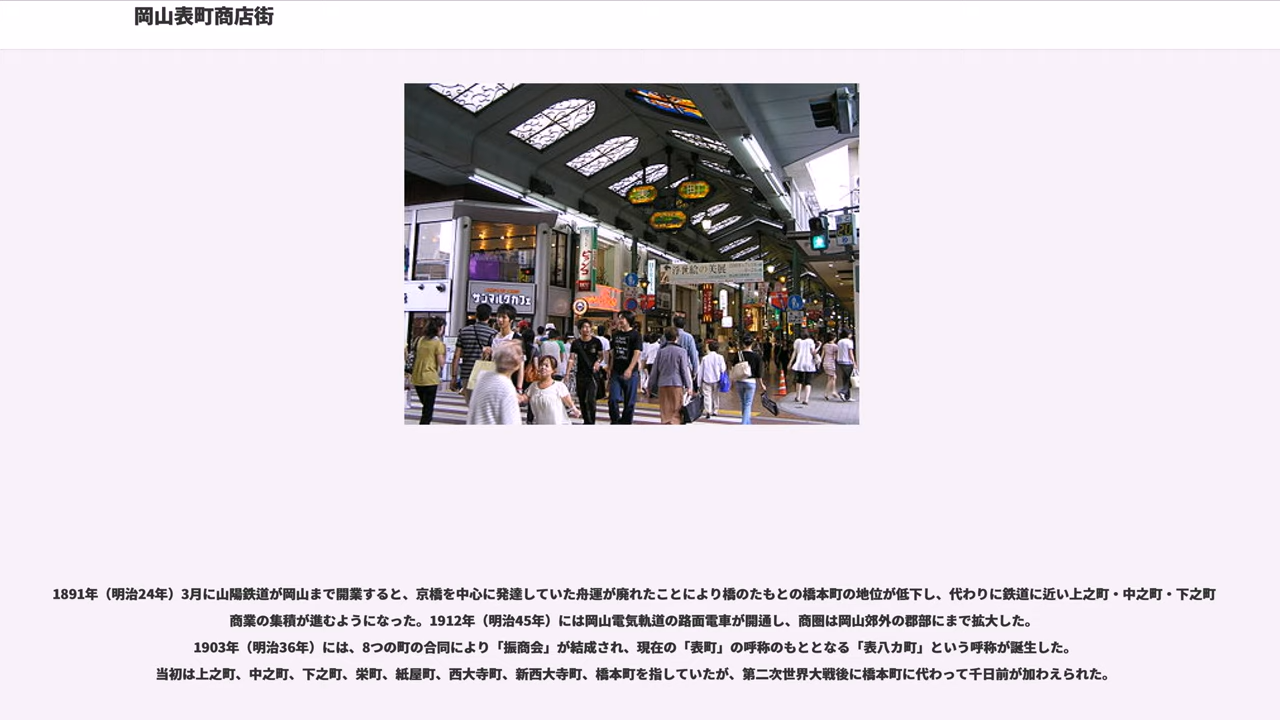 岡山表町商店街
サンマルクカフェ
浮世絵の美展
1891年（明治24年）3月に山陽鉄道が岡山まで開業すると、京橋を中心に発達していた舟運が廃れたことにより橋のたもとの橋本町の地位が低下し、代わりに鉄道に近い上之町・中之町・下之町
商業の集積が進むようになった。1912年（明治45年）には岡山電気軌道の路面電車が開通し、商圏は岡山郊外の郡部にまで拡大した。
1903年（明治36年）には、8つの町の合同により「振商会」が結成され、現在の「表町」の呼称のもととなる「表八カ町」という呼称が誕生した。
当初は上之町、中之町、下之町、栄町、紙屋町、西大寺町、新西大寺町、橋本町を指していたが、第二次世界大戦後に橋本町に代わって千日前が加わえられた。